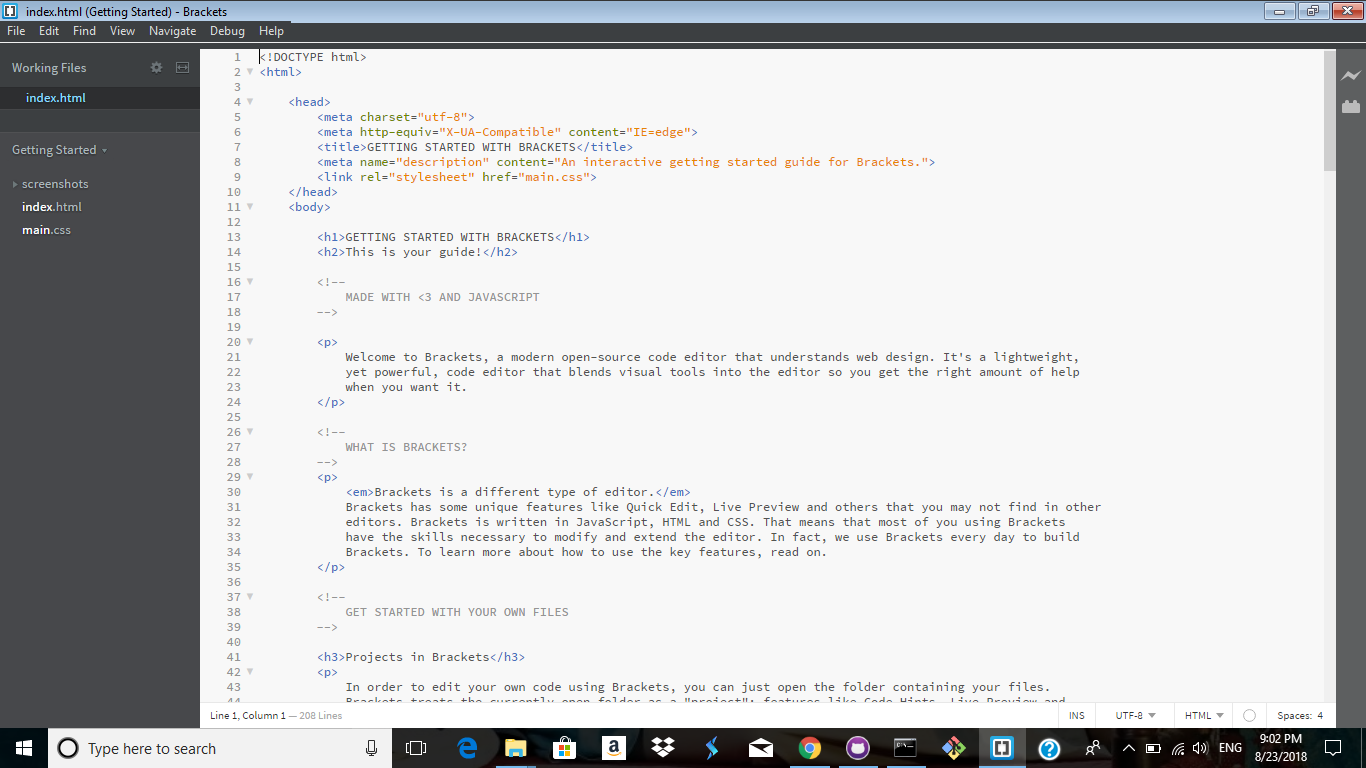 index.html (Getting Started) - Brackets
File Edit Find View Navigate Debug Help
Working Files
index.html
Getting Started
screenshots
index.html
main.css
1 <!DOCTYPE html>
2 <html>
3
4 <head>
5 <meta charset="utf-8">
6 <meta http-equiv="X-UA-Compatible" content="IE=edge">
7 <title>GETTING STARTED WITH BRACKETS</title>
8 <meta name="description" content="An interactive getting started guide for Brackets.">
9 <link rel="stylesheet" href="main.css">
10 </head>
11 <body>
12
13 <h1>GETTING STARTED WITH BRACKETS</h1>
14 <h2>This is your guide!</h2>
15
16 <!--
17 MADE WITH <3 AND JAVASCRIPT
18 -->
19
20 <p>
21 Welcome to Brackets, a modern open-source code editor that understands web design. It's a lightweight,
22 yet powerful, code editor that blends visual tools into the editor so you get the right amount of help
23 when you want it.
24 </p>
25
26 <!--
27 WHAT IS BRACKETS?
28 -->
29 <p>
30 <em>Brackets is a different type of editor.</em>
31 Brackets has some unique features like Quick Edit, Live Preview and others that you may not find in other
32 editors. Brackets is written in JavaScript, HTML and CSS. That means that most of you using Brackets
33 have the skills necessary to modify and extend the editor. In fact, we use Brackets every day to build
34 Brackets. To learn more about how to use the key features, read on.
35 </p>
36
37 <!--
38 GET STARTED WITH YOUR OWN FILES
39 -->
40
41 <h3>Projects in Brackets</h3>
42 <p>
43 In order to edit your own code using Brackets, you can just open the folder containing your files.
44 Brackets treats the currently open folder as a "project"; features like Code Hints, Live Preview and
Line 1, Column 1 — 208 Lines
INS UTF-8 HTML Spaces: 4
Type here to search
ENG
9:02 PM
8/23/2018